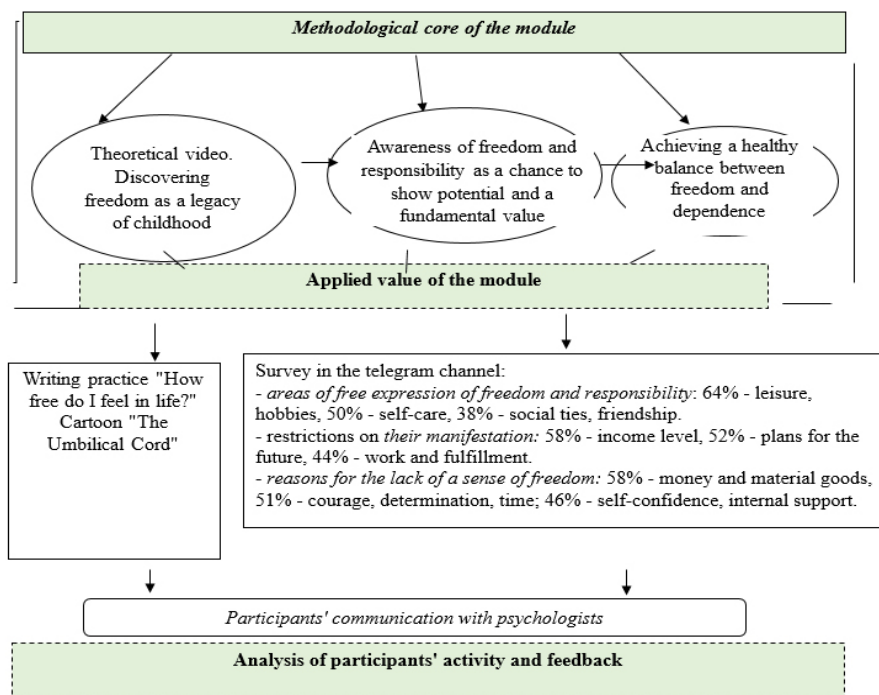 Methodological core of the module
Theoretical video.
Discovering
freedom as a legacy
of childhood
Awareness of freedom and
responsibility as a chance to
show potential and a
fundamental value
Achieving a healthy
balance between
freedom and
dependence
Applied value of the module
Writing practice "How
free do I feel in life?"
Cartoon "The
Umbilical Cord"
Survey in the telegram channel:
- areas of free expression of freedom and responsibility: 64% - leisure,
hobbies, 50% - self-care, 38% - social ties, friendship.
- restrictions on their manifestation: 58% - income level, 52% - plans for the
future, 44% - work and fulfillment.
- reasons for the lack of a sense of freedom: 58% - money and material goods,
51% - courage, determination, time; 46% - self-confidence, internal support.
Participants' communication with psychologists
Analysis of participants' activity and feedback